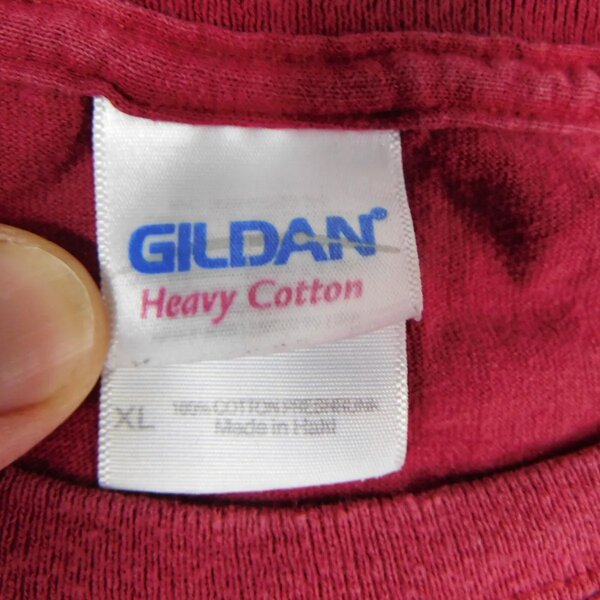 GILDAN®
Heavy Cotton
XL 100% COTTON PRESHRUNK
Made in Haiti